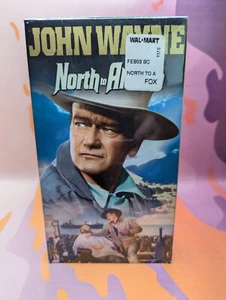 JOHN WAYNE
WAL-MART
FE903 BC
NORTH TO A
FOX
North to Al